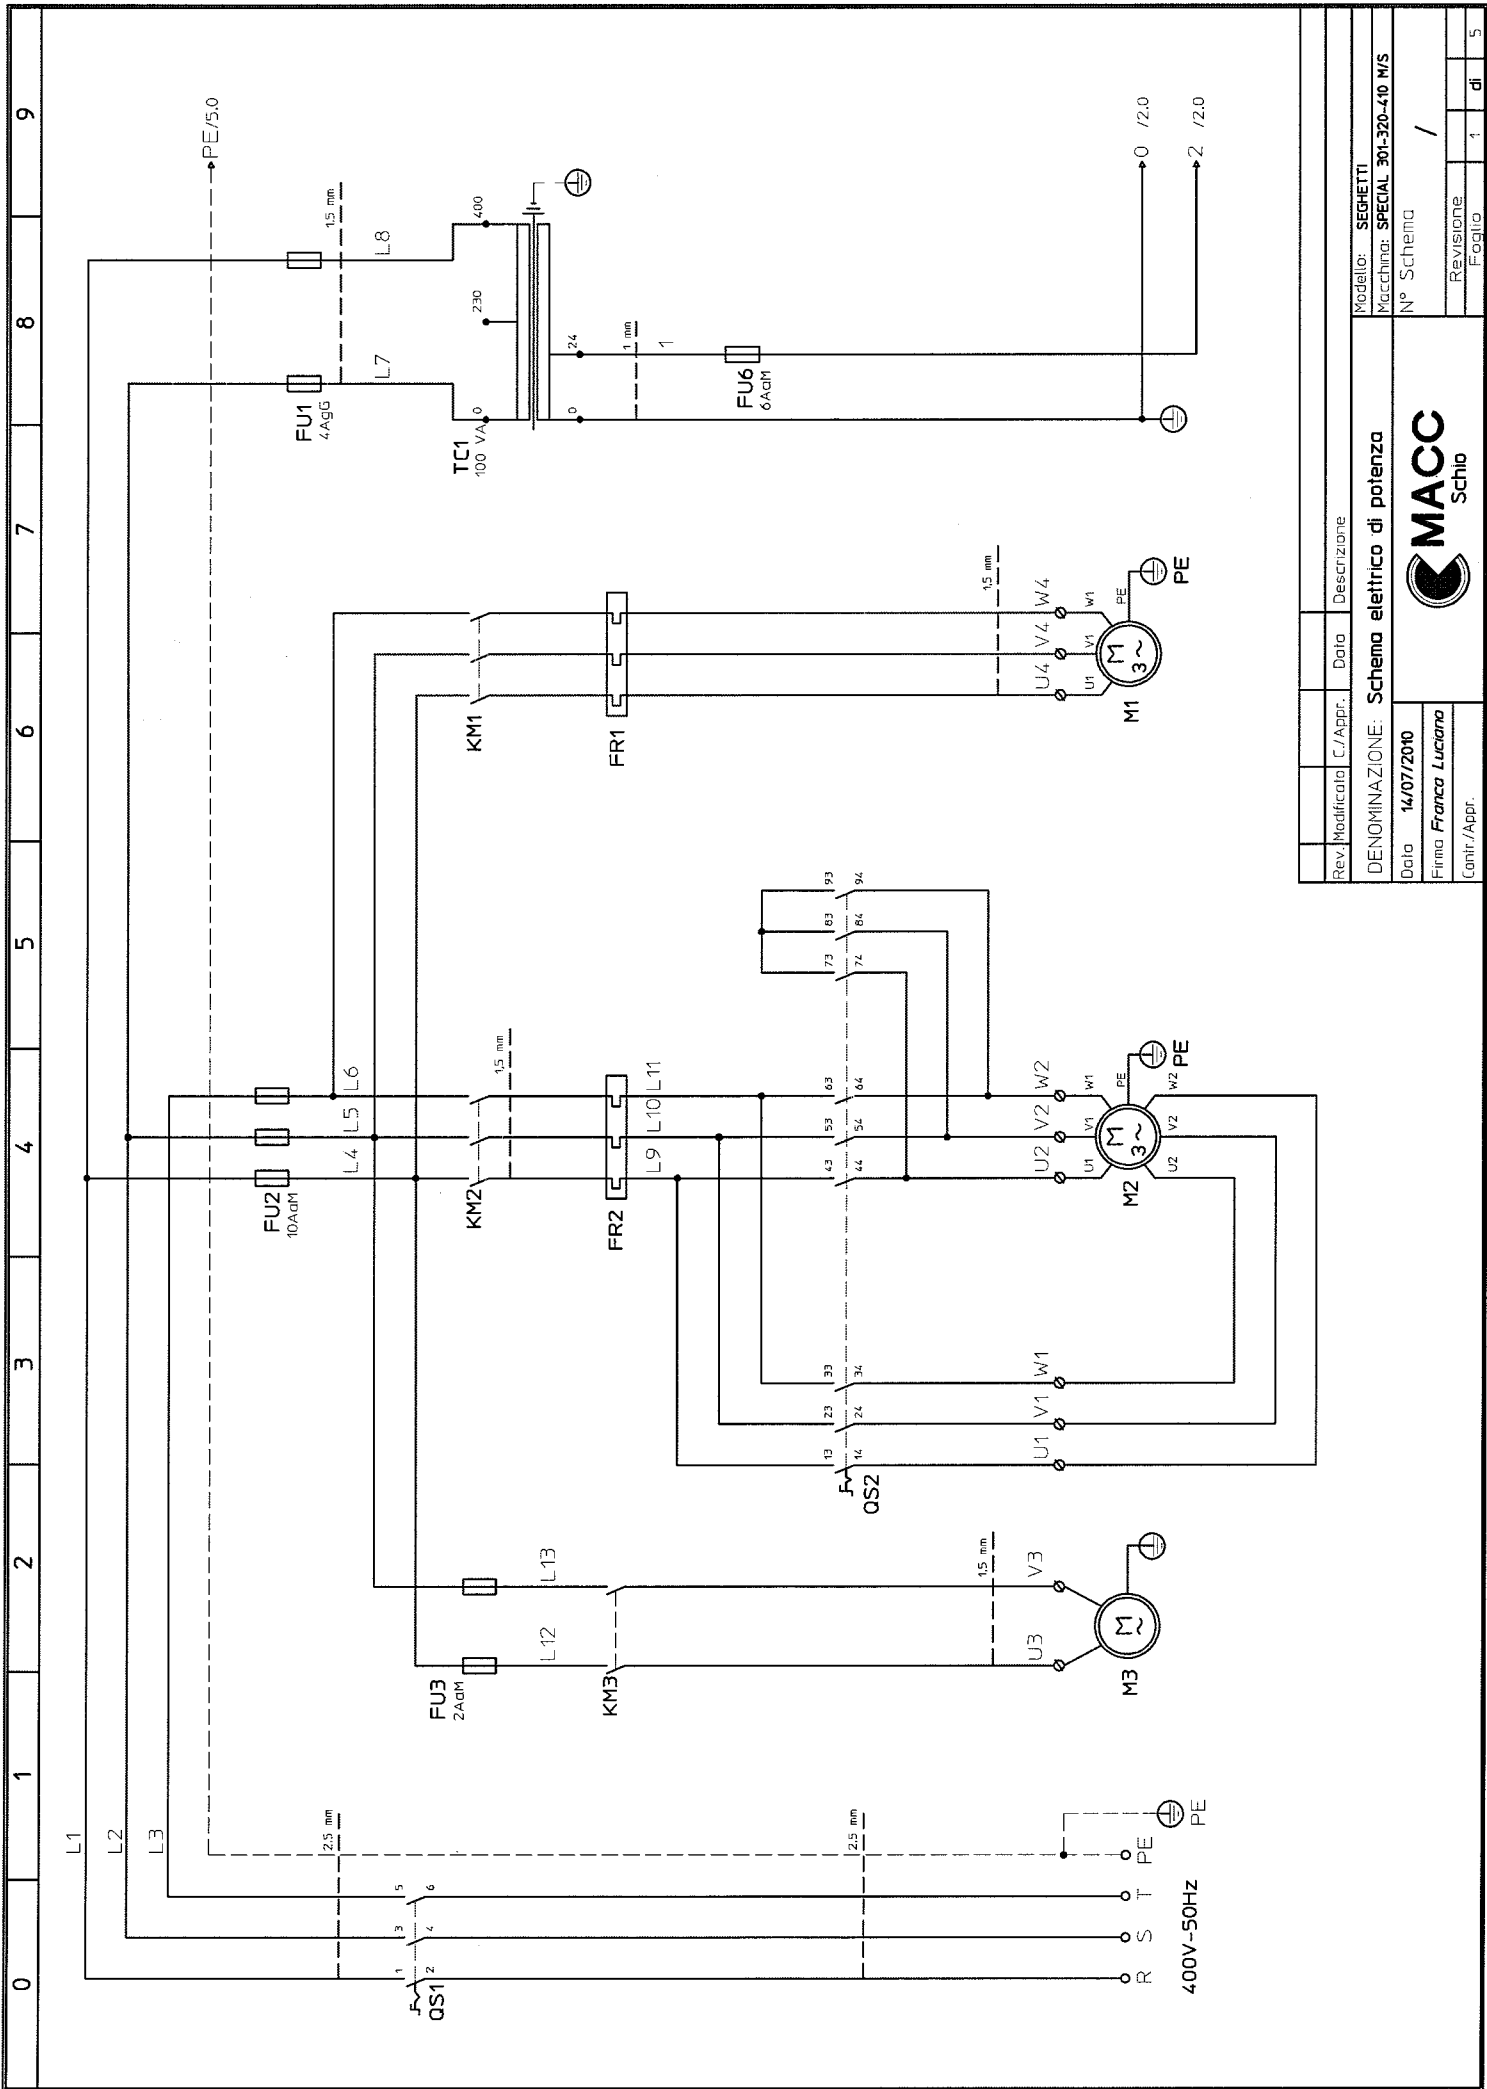 0 1 2 3 4 5 6 7 8 9
L1
L2
L3
PE/5.0
2.5 mm
1 3 5
2 4 6
QS1
2.5 mm
R S T PE
PE
400V-50Hz
FU3
2AaM
L12 L13
KM3
1.5 mm
U3 V3
M
~
M3
FU2
10AaM
L4 L5 L6
KM2
1.5 mm
FR2
L9 L10 L11
13 23 33 43 53 63 73 83 93
14 24 34 44 54 64 74 84 94
QS2
U1 V1 W1
U2 V2 W2
U1 V1 W1
PE
M
3~
M2
PE
U2 V2 W2
KM1
FR1
1.5 mm
U4 V4 W4
U1 V1 W1
PE
M
3~
M1
PE
FU1
4AgG
1.5 mm
L7 L8
TC1
100 VA
0 230 400
0 24
1 mm
1
FU6
6AaM
0 /2.0
2 /2.0
Rev. Modificato C./Appr. Data Descrizione
DENOMINAZIONE: Schema elettrico di potenza
Data 14/07/2010
Firma Franca Luciano
Contr./Appr.
MACC
Schio
Modello: SEGHETTI
Macchina: SPECIAL 301-320-410 M/S
N° Schema /
Revisione
Foglio 1 di 5